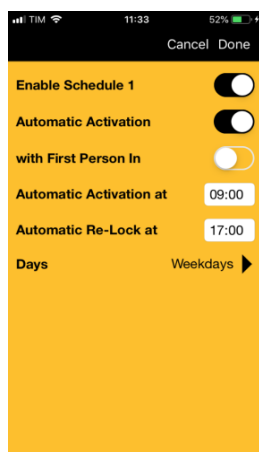 TIM 11:33 52%
Cancel Done
Enable Schedule 1
Automatic Activation
with First Person In
Automatic Activation at 09:00
Automatic Re-Lock at 17:00
Days Weekdays